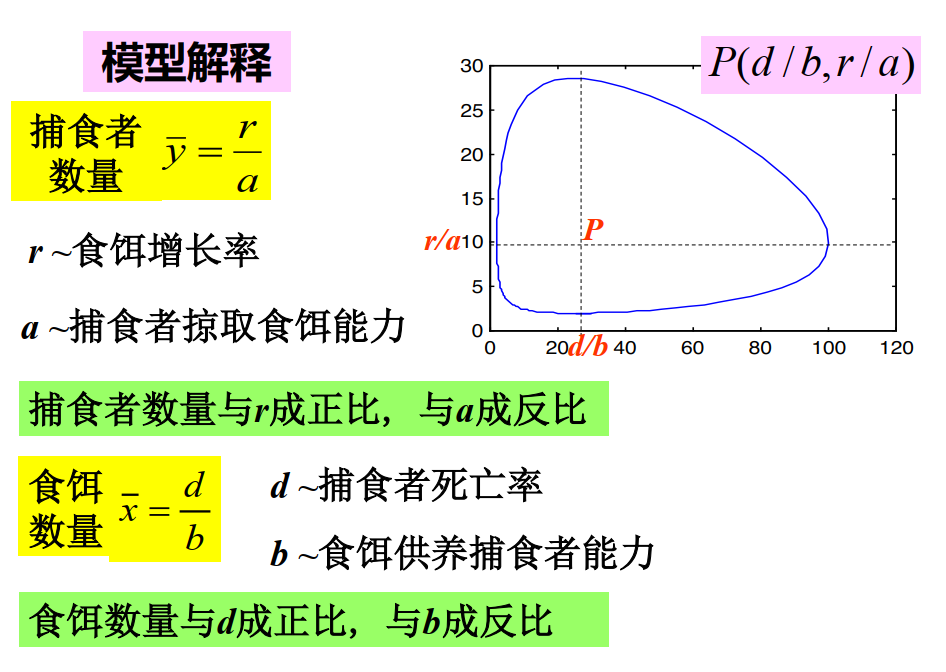 模型解释
P(d/b,r/a)
捕食者
数量
y̅ = r/a
r ~食饵增长率
a ~捕食者掠取食饵能力
30
25
20
15
10
5
0
r/a
P
0 20 40 60 80 100 120
d/b
捕食者数量与r成正比，与a成反比
食饵
数量
x̅ = d/b
d ~捕食者死亡率
b ~食饵供养捕食者能力
食饵数量与d成正比，与b成反比